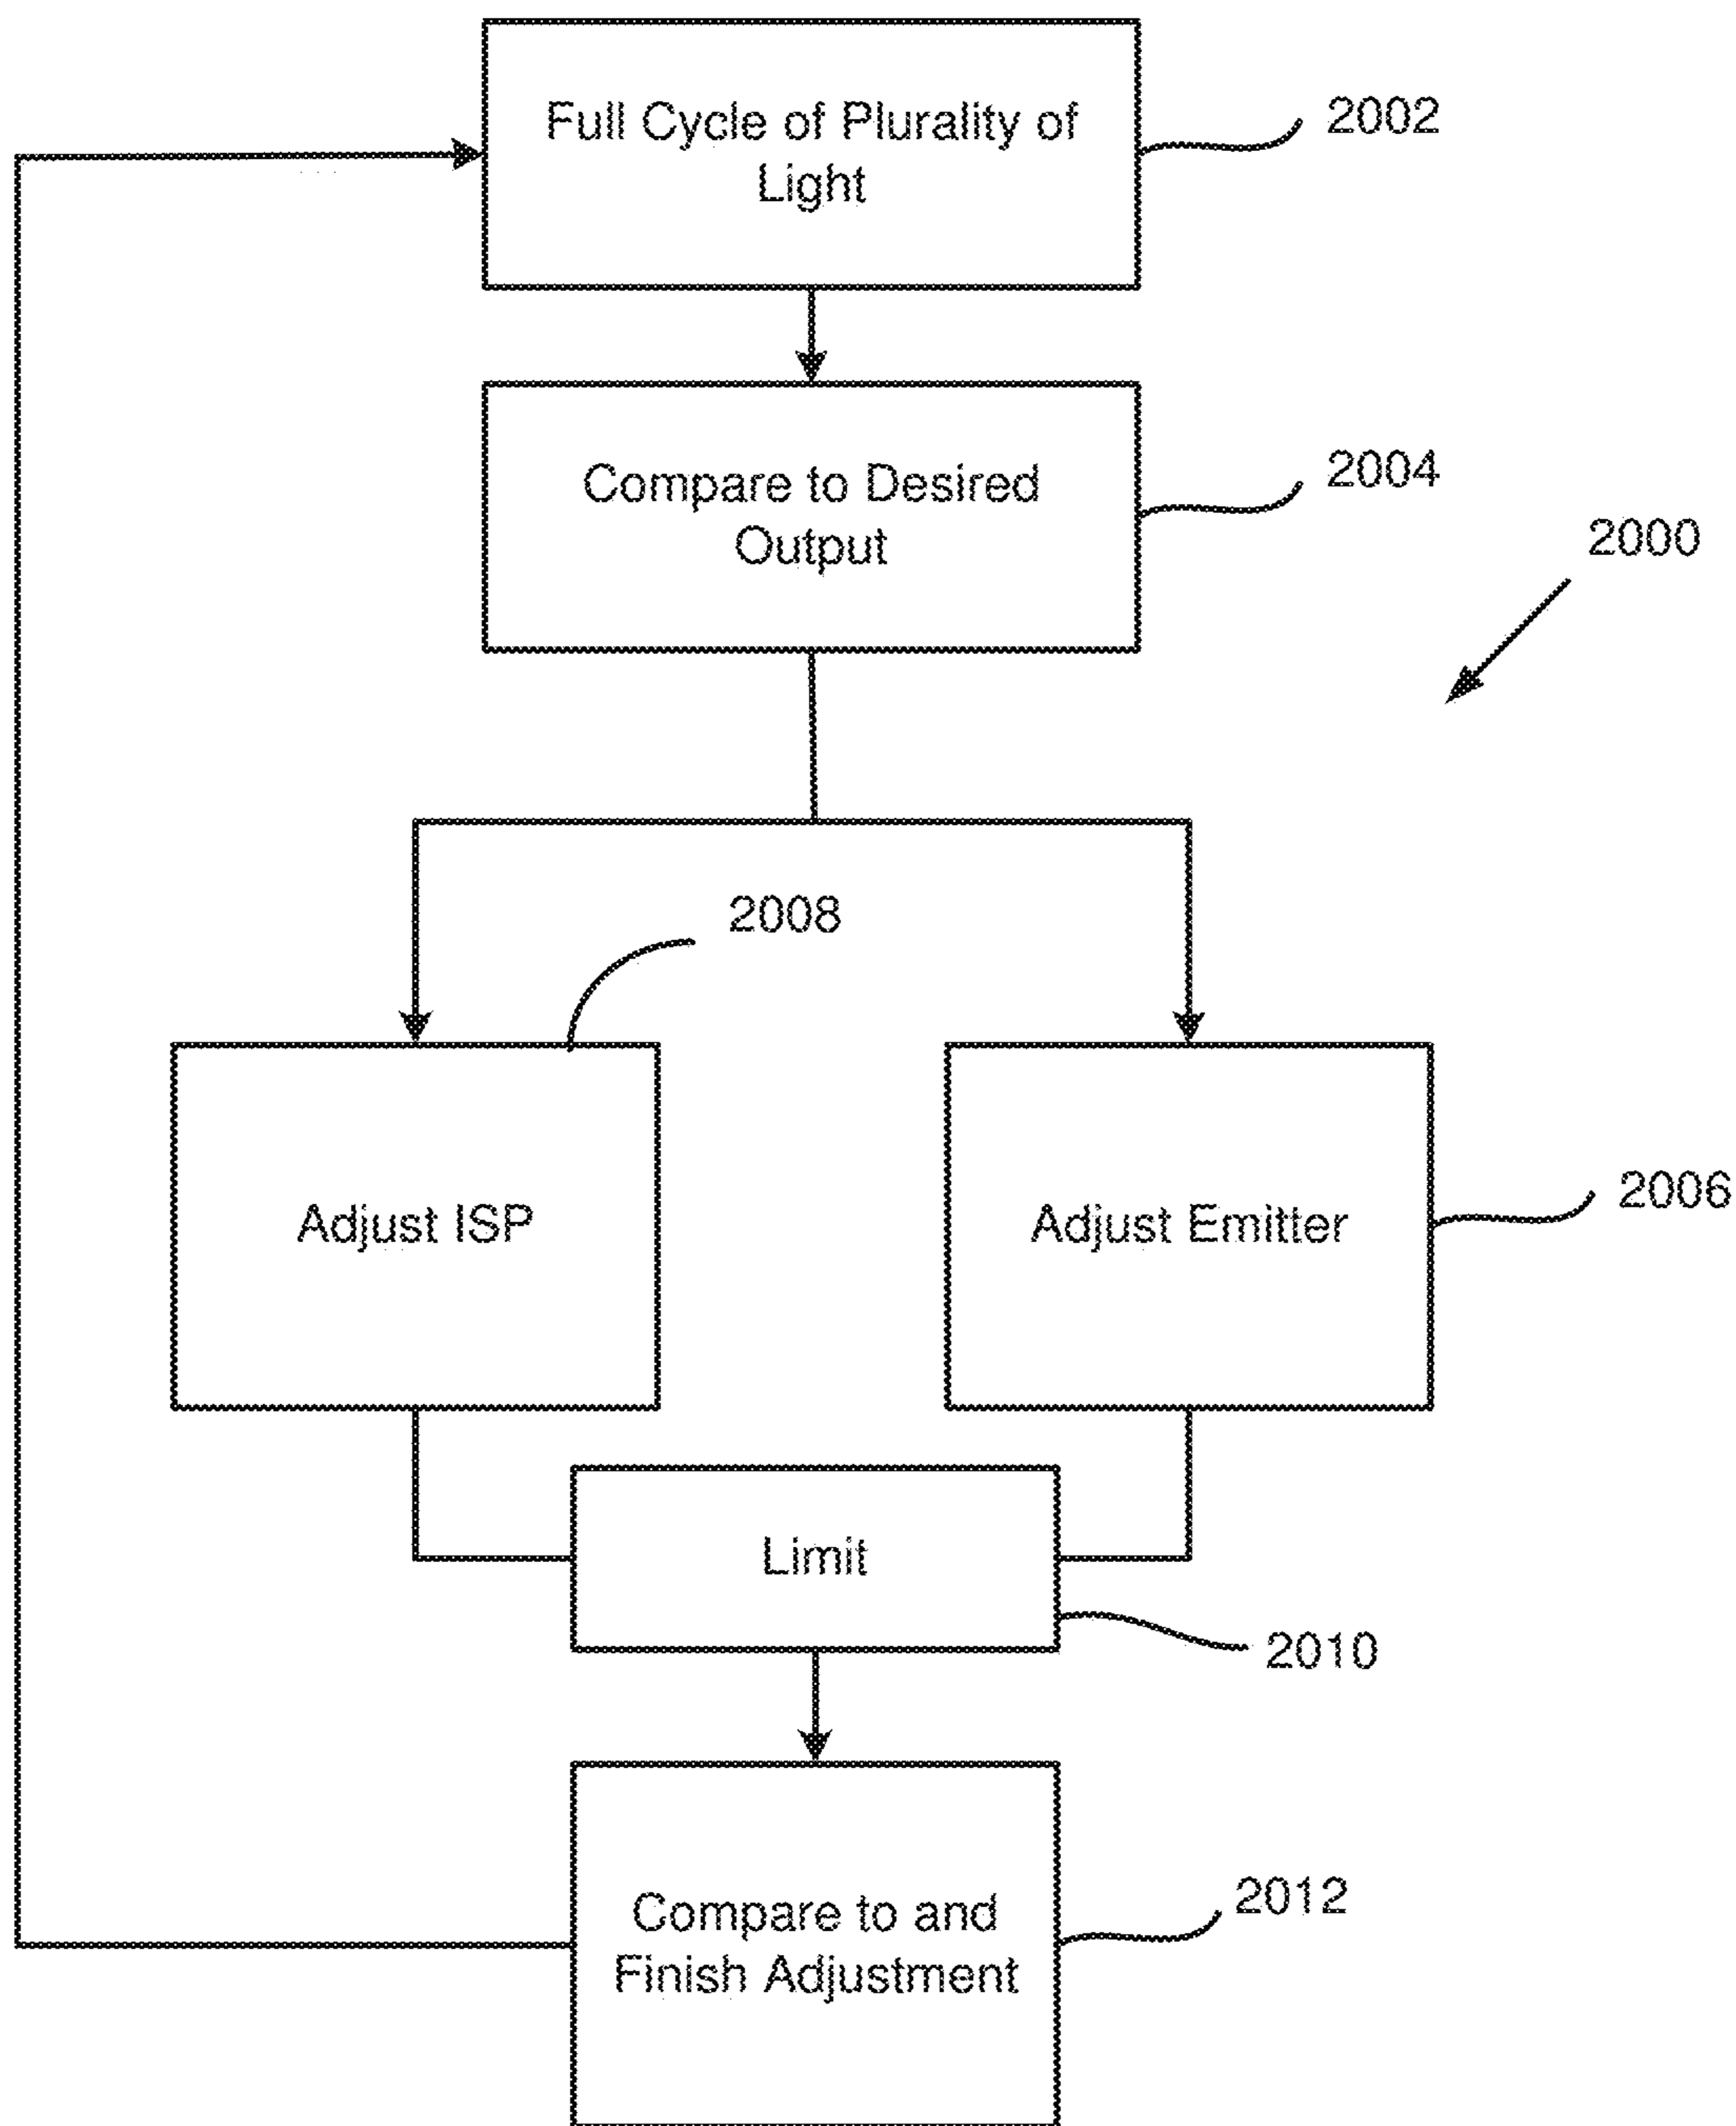 Full Cycle of Plurality of
Light
2002
Compare to Desired
Output
2004
2000
2008
Adjust ISP
Adjust Emitter
2006
Limit
2010
Compare to and
Finish Adjustment
2012